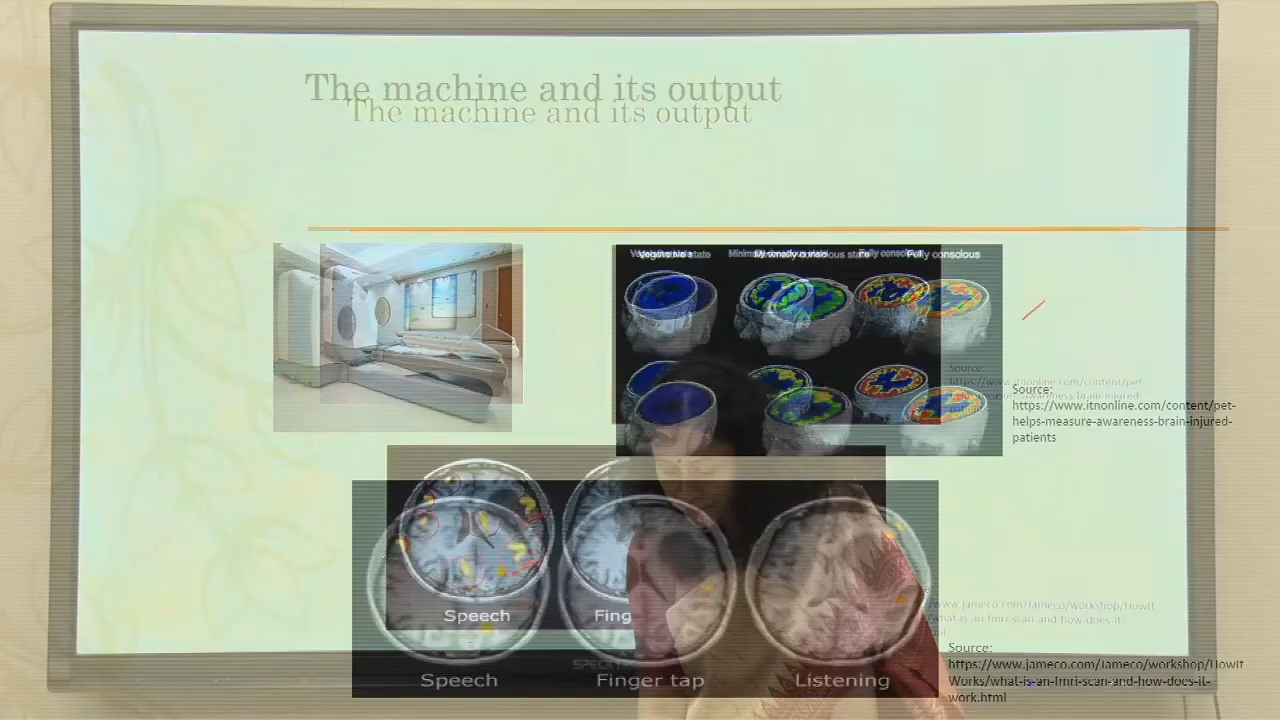 The machine and its output
The machine and its output
Vegetative state
Minimally conscious state
Fully conscious
Source:
https://www.itnonline.com/content/pet-
helps-measure-awareness-brain-injured-
patients
Source:
Speech
Fing
Speech
Finger tap
Listening
Source:
https://www.jameco.com/Jameco/workshop/HowIt
Works/what-is-an-fmri-scan-and-how-does-it-
work.html